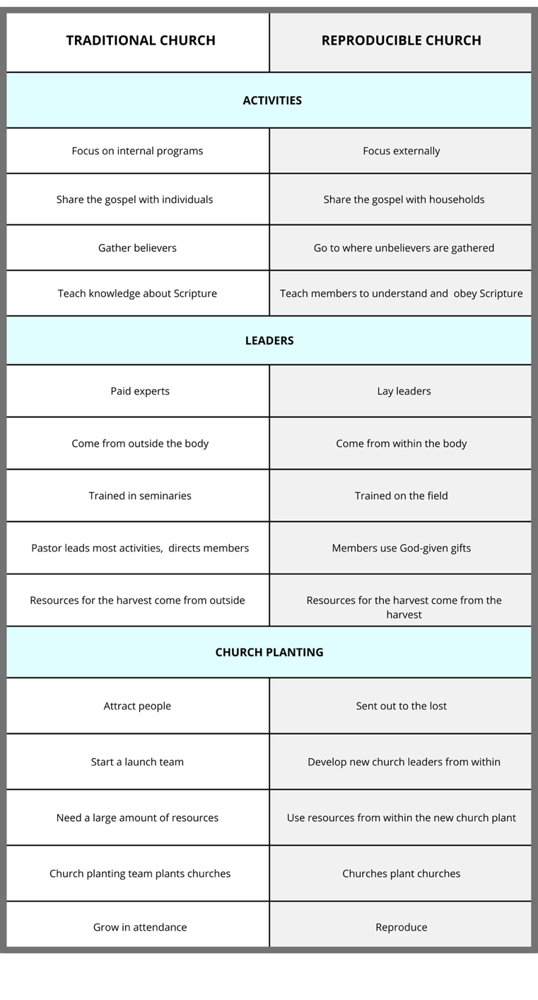 TRADITIONAL CHURCH
REPRODUCIBLE CHURCH
ACTIVITIES
Focus on internal programs
Focus externally
Share the gospel with individuals
Share the gospel with households
Gather believers
Go to where unbelievers are gathered
Teach knowledge about Scripture
Teach members to understand and  obey Scripture
LEADERS
Paid experts
Lay leaders
Come from outside the body
Come from within the body
Trained in seminaries
Trained on the field
Pastor leads most activities,  directs members
Members use God-given gifts
Resources for the harvest come from outside
Resources for the harvest come from the
harvest
CHURCH PLANTING
Attract people
Sent out to the lost
Start a launch team
Develop new church leaders from within
Need a large amount of resources
Use resources from within the new church plant
Church planting team plants churches
Churches plant churches
Grow in attendance
Reproduce